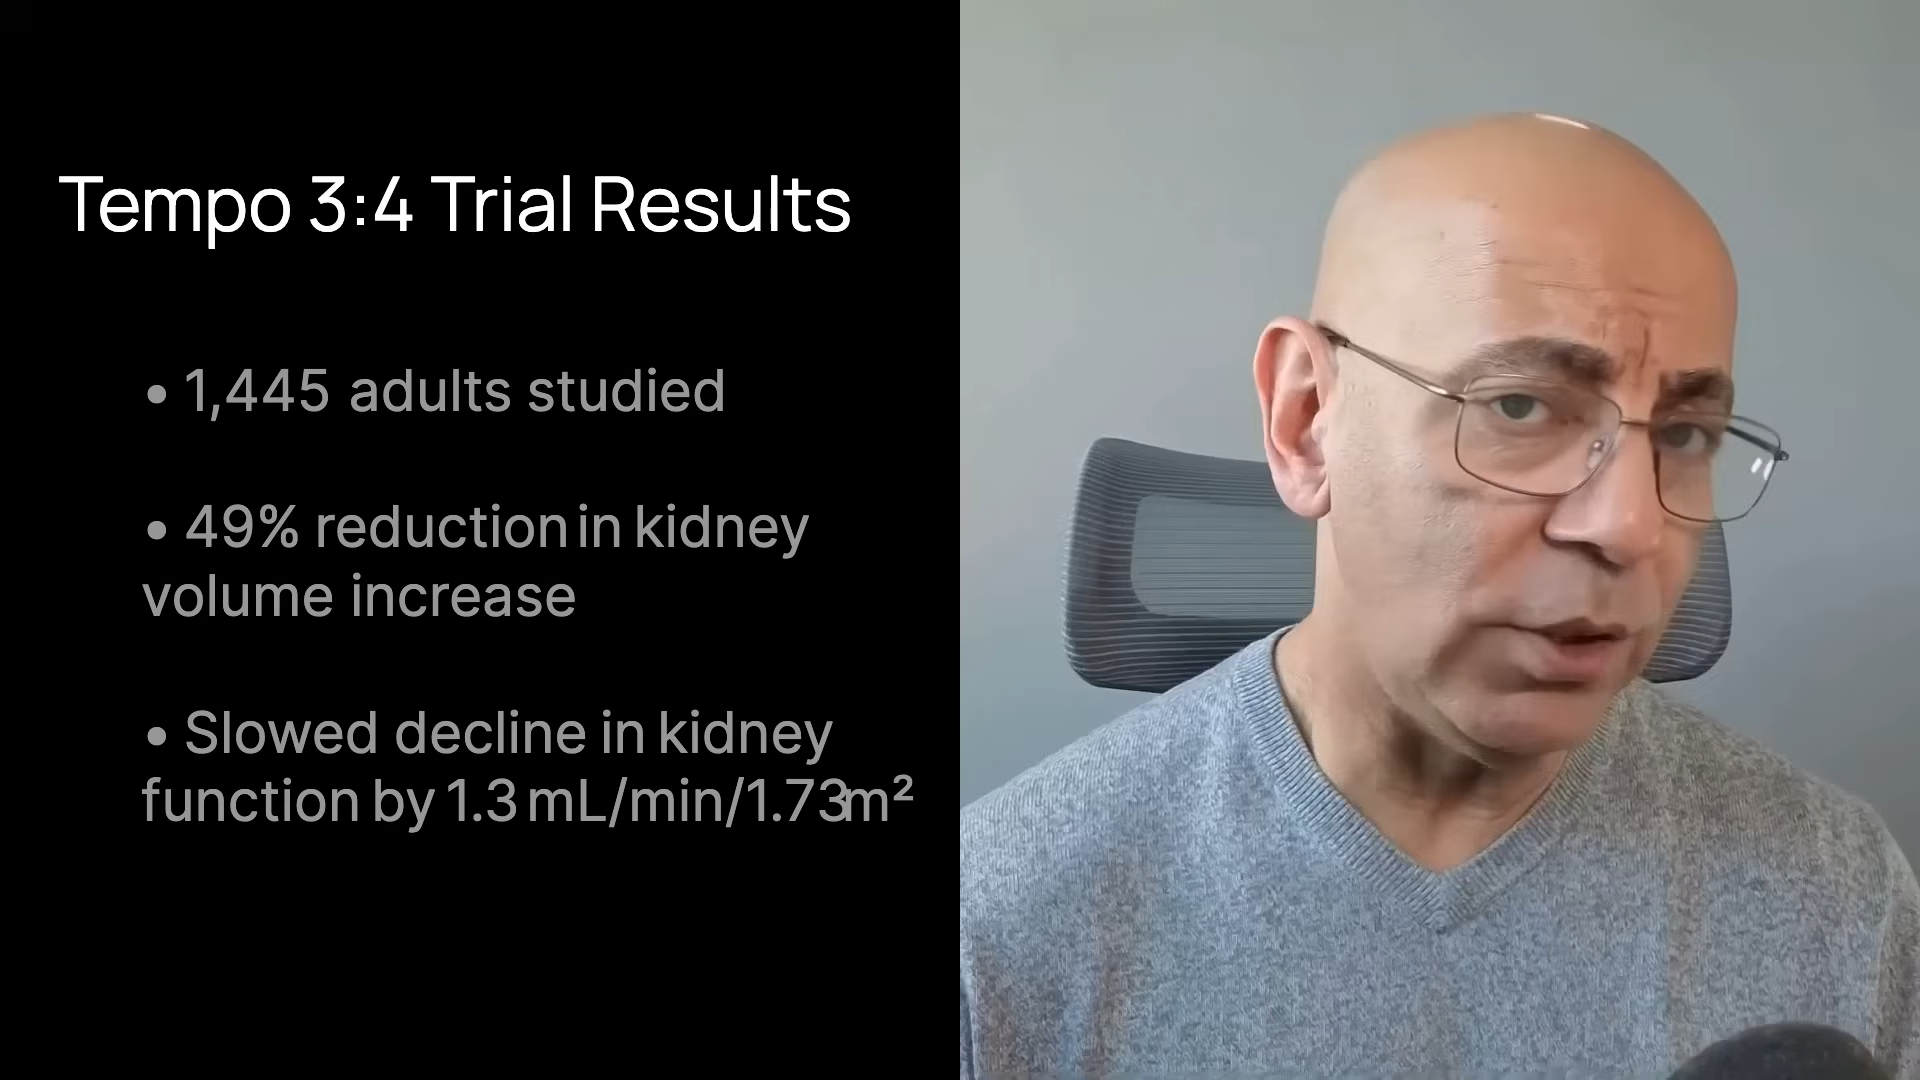 Tempo 3:4 Trial Results
• 1,445 adults studied
• 49% reduction in kidney
volume increase
• Slowed decline in kidney
function by 1.3 mL/min/1.73m²